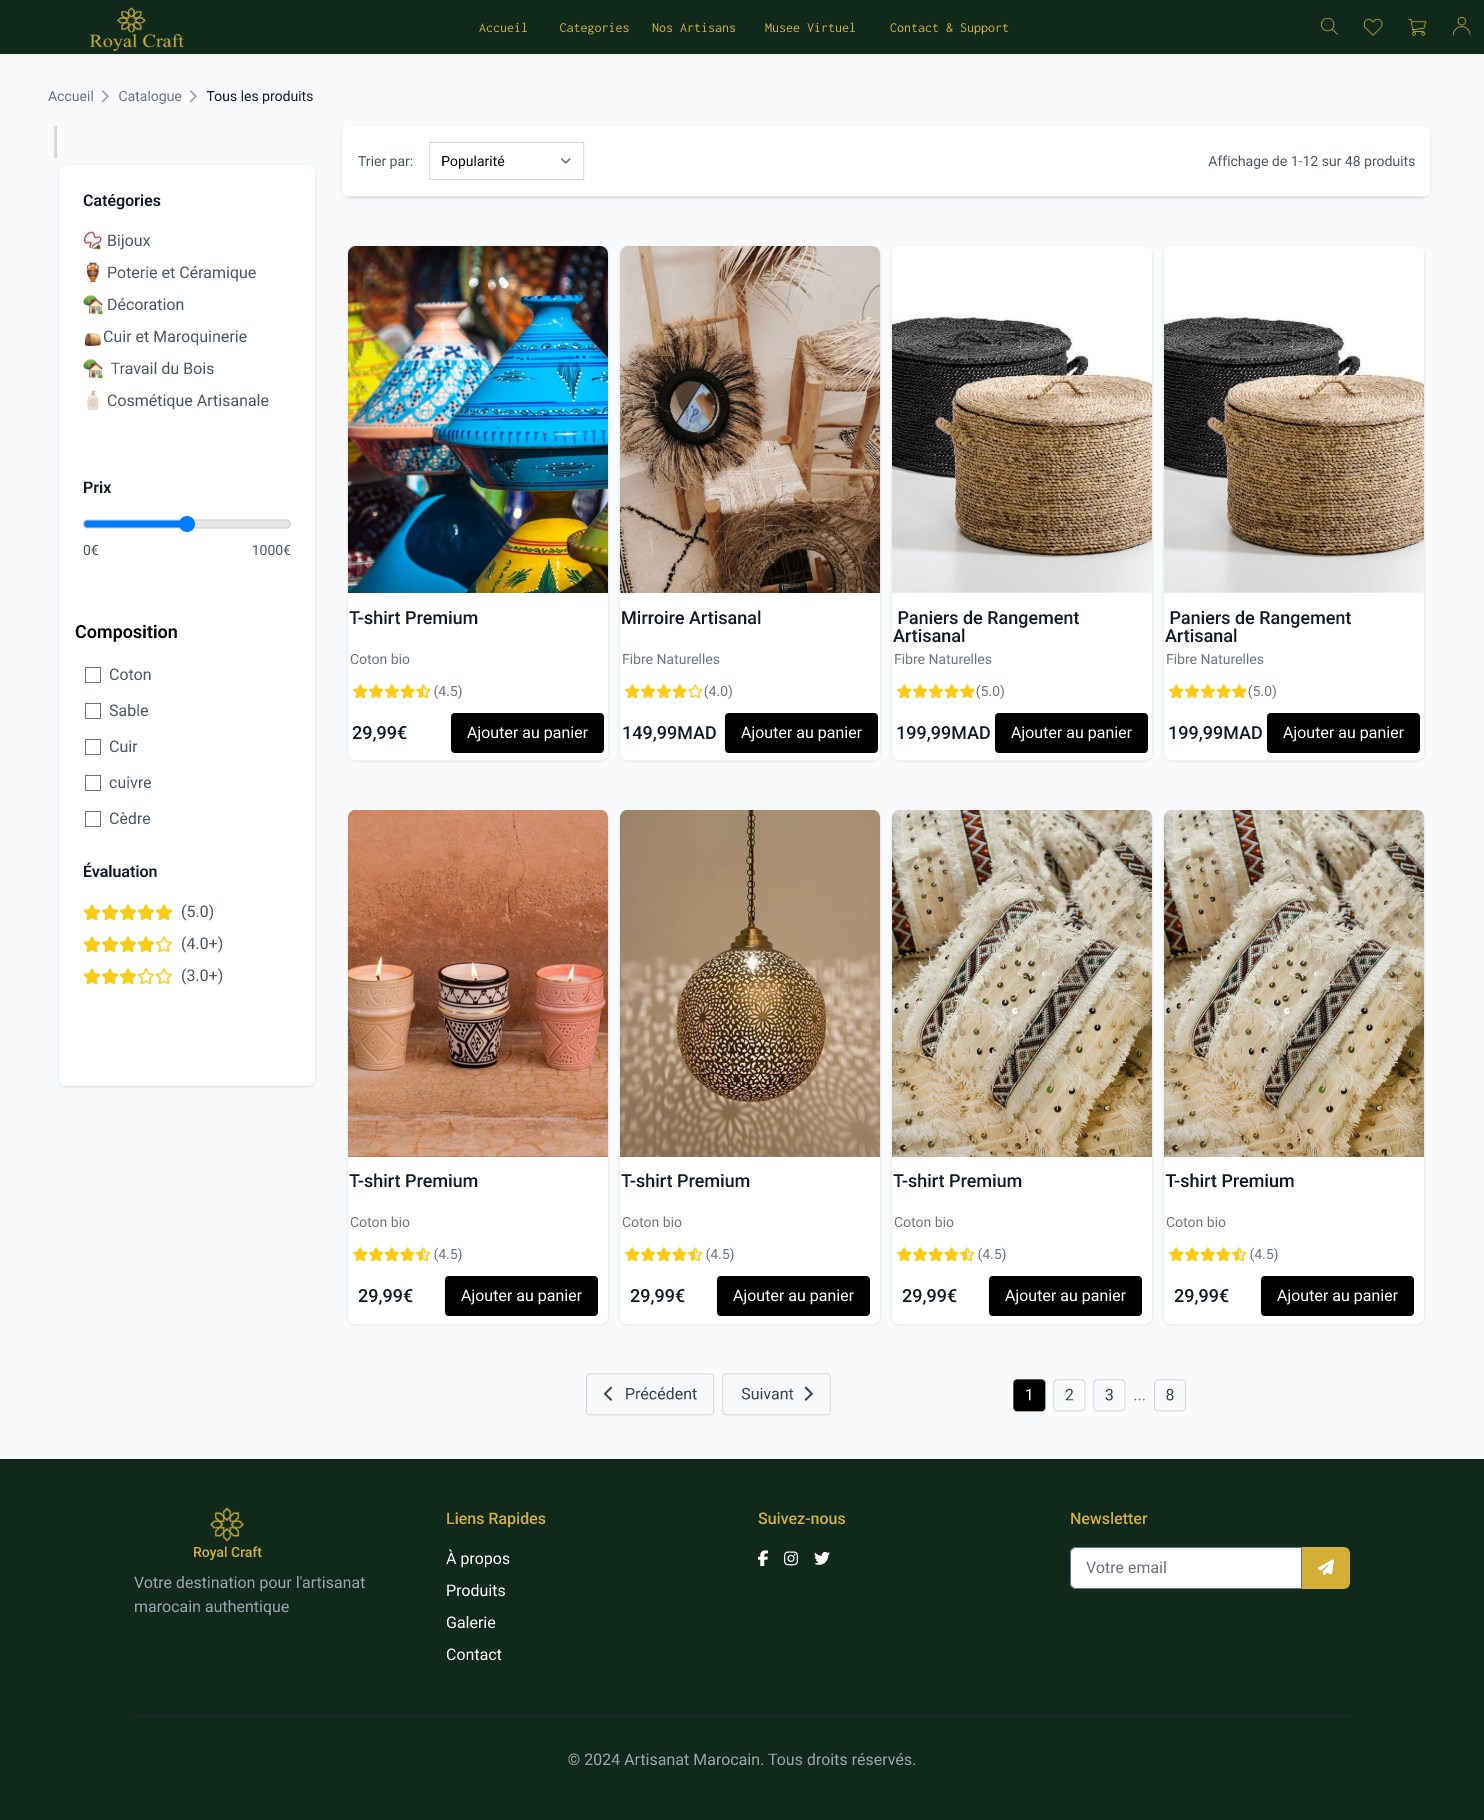 Royal Craft
Accueil
Categories
Nos Artisans
Musee Virtuel
Contact & Support
Accueil
Catalogue
Tous les produits
Trier par:
Popularité
Affichage de 1-12 sur 48 produits
Catégories
Bijoux
Poterie et Céramique
Décoration
Cuir et Maroquinerie
Travail du Bois
Cosmétique Artisanale
Prix
0€
1000€
Composition
Coton
Sable
Cuir
cuivre
Cèdre
Évaluation
(5.0)
(4.0+)
(3.0+)
T-shirt Premium
Coton bio
(4.5)
29,99€
Ajouter au panier
Mirroire Artisanal
Fibre Naturelles
(4.0)
149,99MAD
Ajouter au panier
Paniers de Rangement
Artisanal
Fibre Naturelles
(5.0)
199,99MAD
Ajouter au panier
Paniers de Rangement
Artisanal
Fibre Naturelles
(5.0)
199,99MAD
Ajouter au panier
T-shirt Premium
Coton bio
(4.5)
29,99€
Ajouter au panier
T-shirt Premium
Coton bio
(4.5)
29,99€
Ajouter au panier
T-shirt Premium
Coton bio
(4.5)
29,99€
Ajouter au panier
T-shirt Premium
Coton bio
(4.5)
29,99€
Ajouter au panier
Précédent
Suivant
1
2
3
...
8
Royal Craft
Votre destination pour l'artisanat
marocain authentique
Liens Rapides
À propos
Produits
Galerie
Contact
Suivez-nous
Newsletter
Votre email
© 2024 Artisanat Marocain. Tous droits réservés.